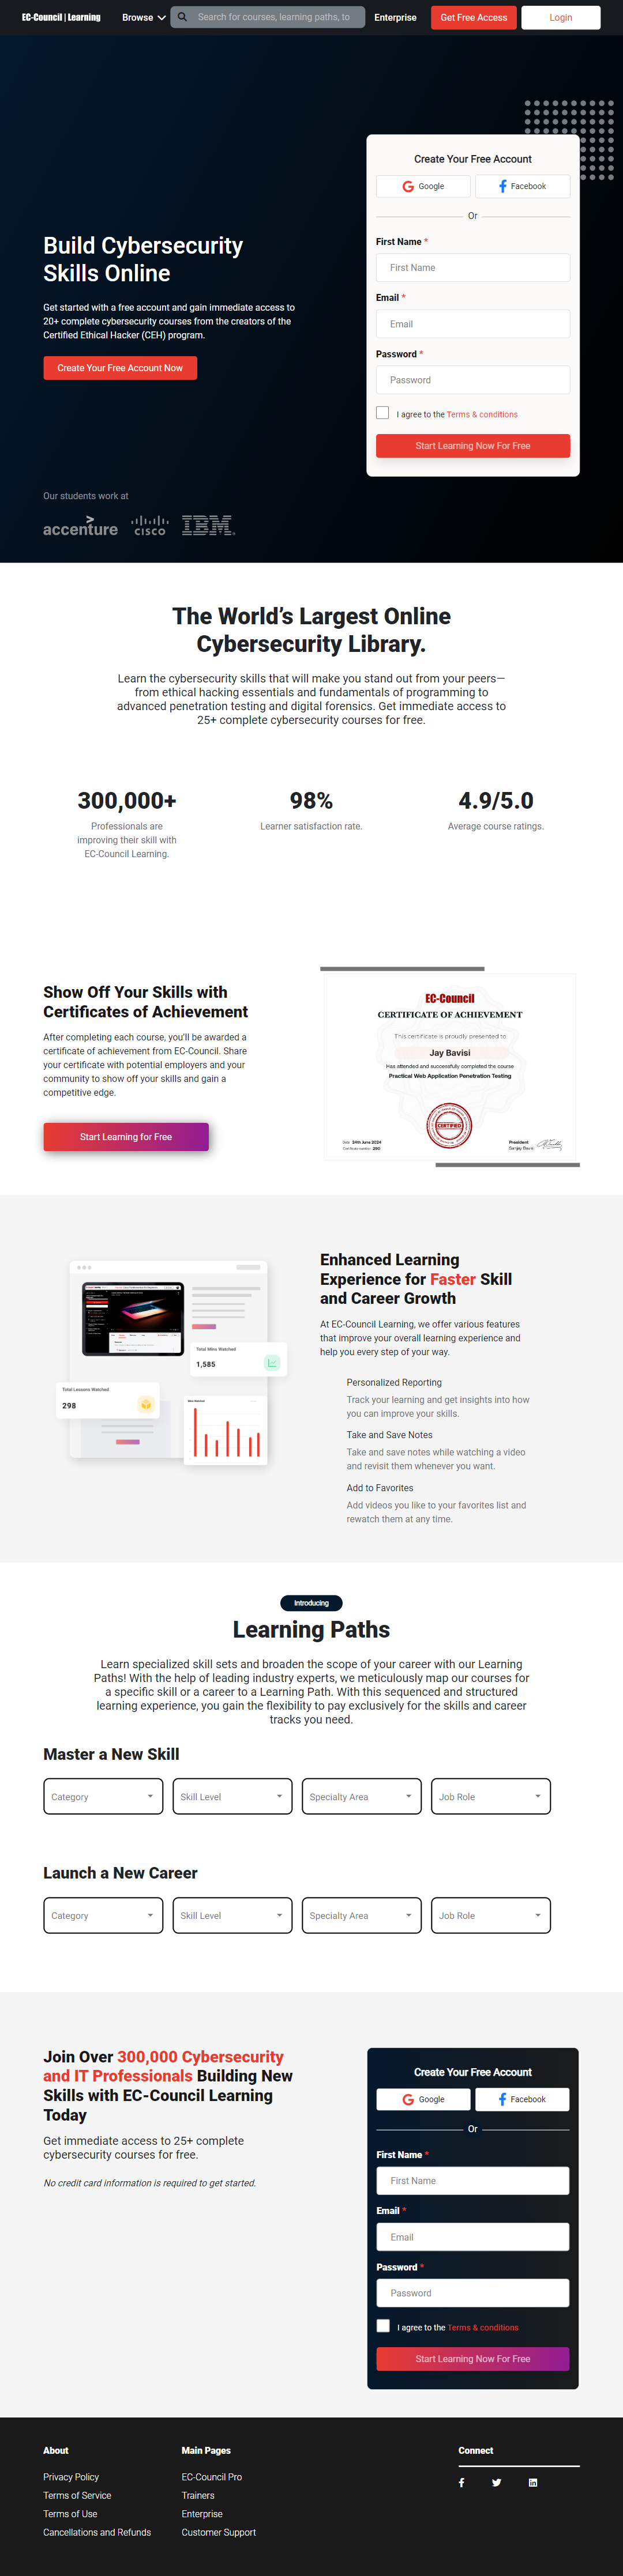 EC-Council | Learning
Browse
Search for courses, learning paths, to
Enterprise
Get Free Access
Login
Create Your Free Account
Google
Facebook
Or
First Name *
First Name
Email *
Email
Password *
Password
I agree to the Terms & conditions
Start Learning Now For Free
Build Cybersecurity
Skills Online
Get started with a free account and gain immediate access to
20+ complete cybersecurity courses from the creators of the
Certified Ethical Hacker (CEH) program.
Create Your Free Account Now
Our students work at
accenture
CISCO
IBM
The World’s Largest Online
Cybersecurity Library.
Learn the cybersecurity skills that will make you stand out from your peers—
from ethical hacking essentials and fundamentals of programming to
advanced penetration testing and digital forensics. Get immediate access to
25+ complete cybersecurity courses for free.
300,000+
Professionals are
improving their skill with
EC-Council Learning.
98%
Learner satisfaction rate.
4.9/5.0
Average course ratings.
Show Off Your Skills with
Certificates of Achievement
After completing each course, you'll be awarded a
certificate of achievement from EC-Council. Share
your certificate with potential employers and your
community to show off your skills and gain a
competitive edge.
Start Learning for Free
EC-Council
CERTIFICATE OF ACHIEVEMENT
This certificate is proudly presented to
Jay Bavisi
Has attended and successfully completed the course
Practical Web Application Penetration Testing
CERTIFIED
Date: 24th June 2024
Certificate number: 260
President
Sanjay Bavisi
Total Mins Watched
1,585
Total Lessons Watched
298
Mins Watched
Enhanced Learning
Experience for Faster Skill
and Career Growth
At EC-Council Learning, we offer various features
that improve your overall learning experience and
help you every step of your way.
Personalized Reporting
Track your learning and get insights into how
you can improve your skills.
Take and Save Notes
Take and save notes while watching a video
and revisit them whenever you want.
Add to Favorites
Add videos you like to your favorites list and
rewatch them at any time.
Introducing
Learning Paths
Learn specialized skill sets and broaden the scope of your career with our Learning
Paths! With the help of leading industry experts, we meticulously map our courses for
a specific skill or a career to a Learning Path. With this sequenced and structured
learning experience, you gain the flexibility to pay exclusively for the skills and career
tracks you need.
Master a New Skill
Category
Skill Level
Specialty Area
Job Role
Launch a New Career
Category
Skill Level
Specialty Area
Job Role
Join Over 300,000 Cybersecurity
and IT Professionals Building New
Skills with EC-Council Learning
Today
Get immediate access to 25+ complete
cybersecurity courses for free.
No credit card information is required to get started.
Create Your Free Account
Google
Facebook
Or
First Name *
First Name
Email *
Email
Password *
Password
I agree to the Terms & conditions
Start Learning Now For Free
About
Privacy Policy
Terms of Service
Terms of Use
Cancellations and Refunds
Main Pages
EC-Council Pro
Trainers
Enterprise
Customer Support
Connect